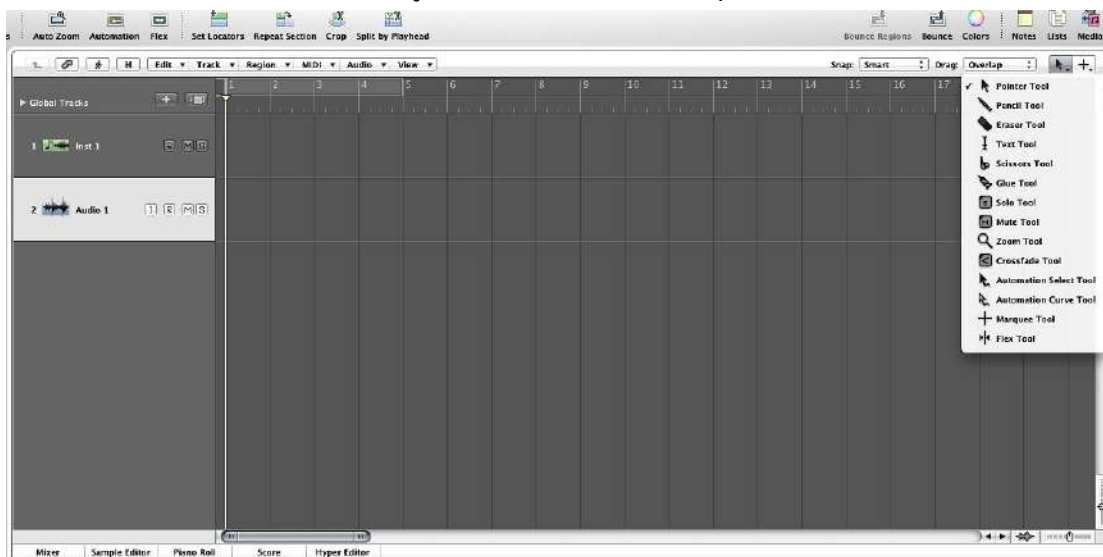 Auto Zoom Automation Flex Set Locators Repeat Section Crop Split by Playhead Bounce Regions Bounce Colors Notes Lists Media
H Edit Track Region MIDI Audio View Snap: Smart Drag: Overlap
1 2 3 4 5 6 7 8 9 10 11 12 13 14 15 16 17
Global Tracks
Pointer Tool
Pencil Tool
Eraser Tool
Text Tool
1 Inst 1 R M S
Scissors Tool
Glue Tool
2 Audio 1 I R M S
Solo Tool
Mute Tool
Zoom Tool
Crossfade Tool
Automation Select Tool
Automation Curve Tool
Marquee Tool
Flex Tool
Mixer Sample Editor Piano Roll Score Hyper Editor